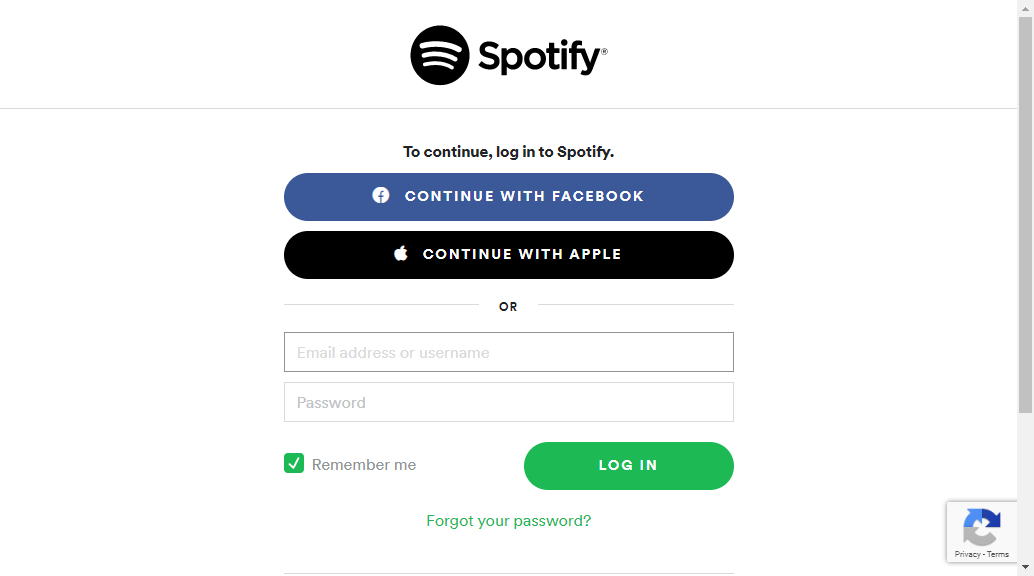 Spotify®
To continue, log in to Spotify.
CONTINUE WITH FACEBOOK
CONTINUE WITH APPLE
OR
Email address or username
Password
Remember me
LOG IN
Forgot your password?
Privacy - Terms